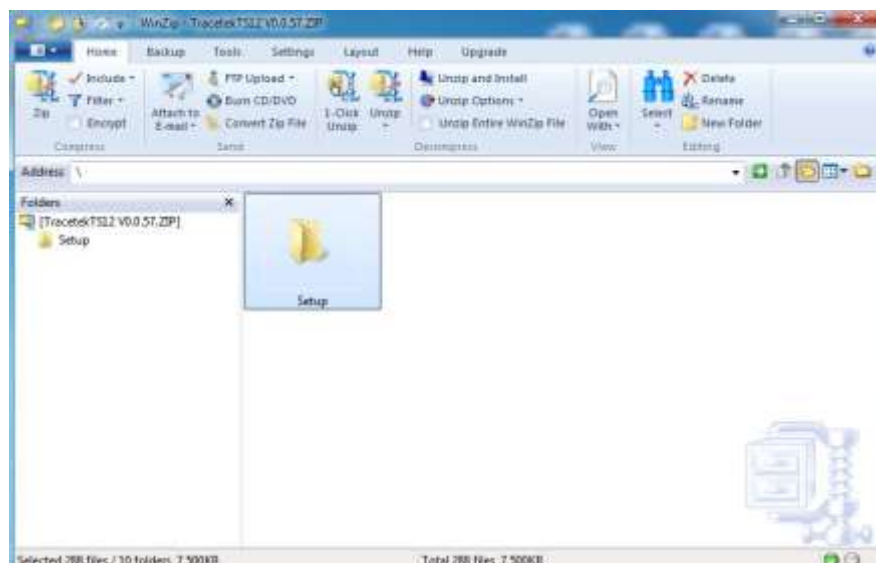 WinZip - TracetekTS12 V0.0.57.ZIP
Home Backup Tools Settings Layout Help Upgrade
Include
Filter
Encrypt
Zip
Compress
Attach to E-mail
FTP Upload
Burn CD/DVD
Convert Zip File
Send
1-Click Unzip
Unzip
Unzip and Install
Unzip Options
Unzip Entire WinZip File
Decompress
Open With
View
Select
Delete
Rename
New Folder
Editing
Address \
Folders
[TracetekTS12 V0.0.57.ZIP]
Setup
Setup
Selected 288 files / 10 folders, 7,500KB
Total 288 files, 7,500KB